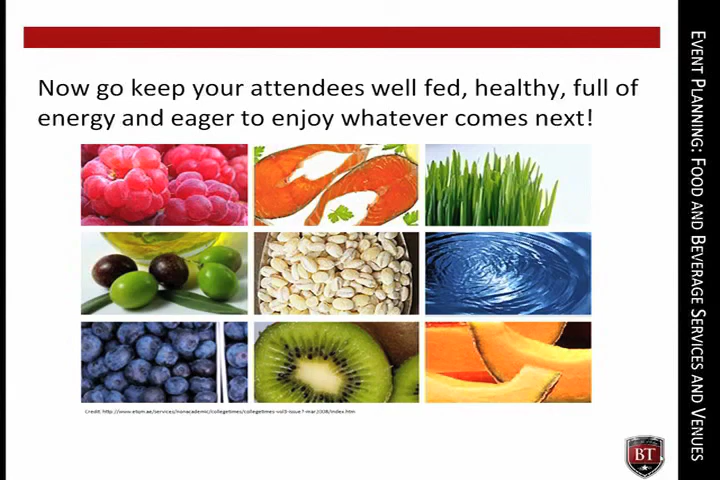 Now go keep your attendees well fed, healthy, full of
energy and eager to enjoy whatever comes next!
EVENT PLANNING: FOOD AND BEVERAGE SERVICES AND VENUES
BT